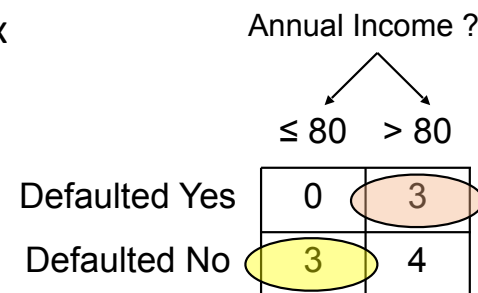 x
Annual Income ?
≤ 80 > 80
Defaulted Yes 0 3
Defaulted No 3 4